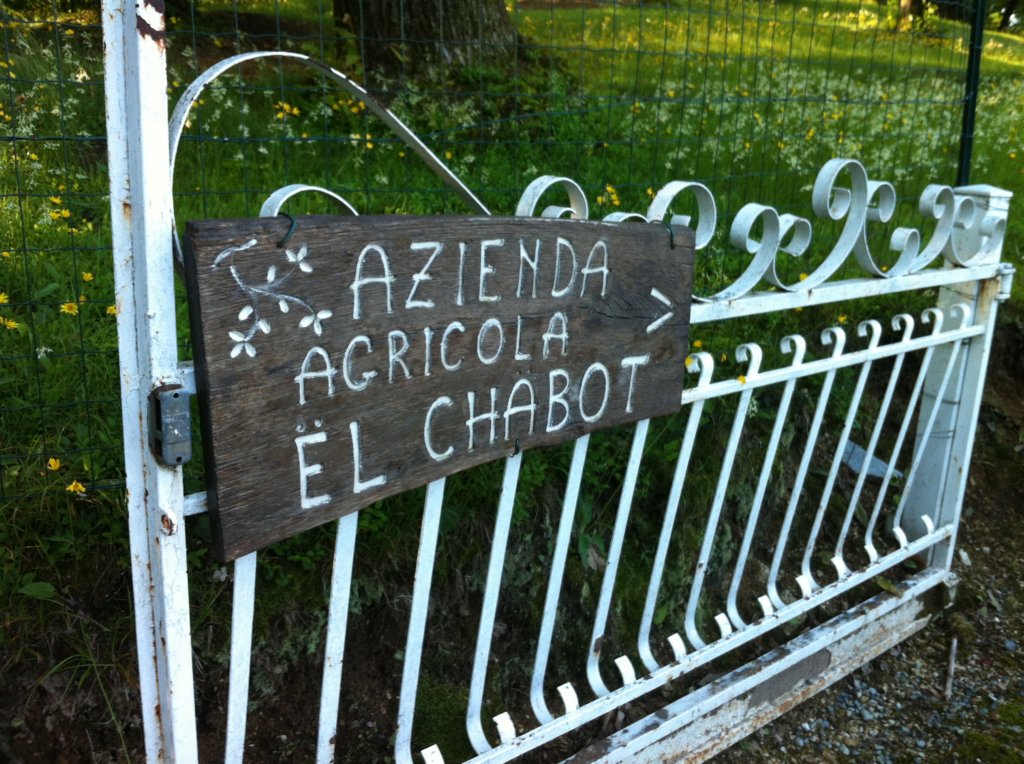 AZIENDA >
AGRICOLA
ËL CHABOT